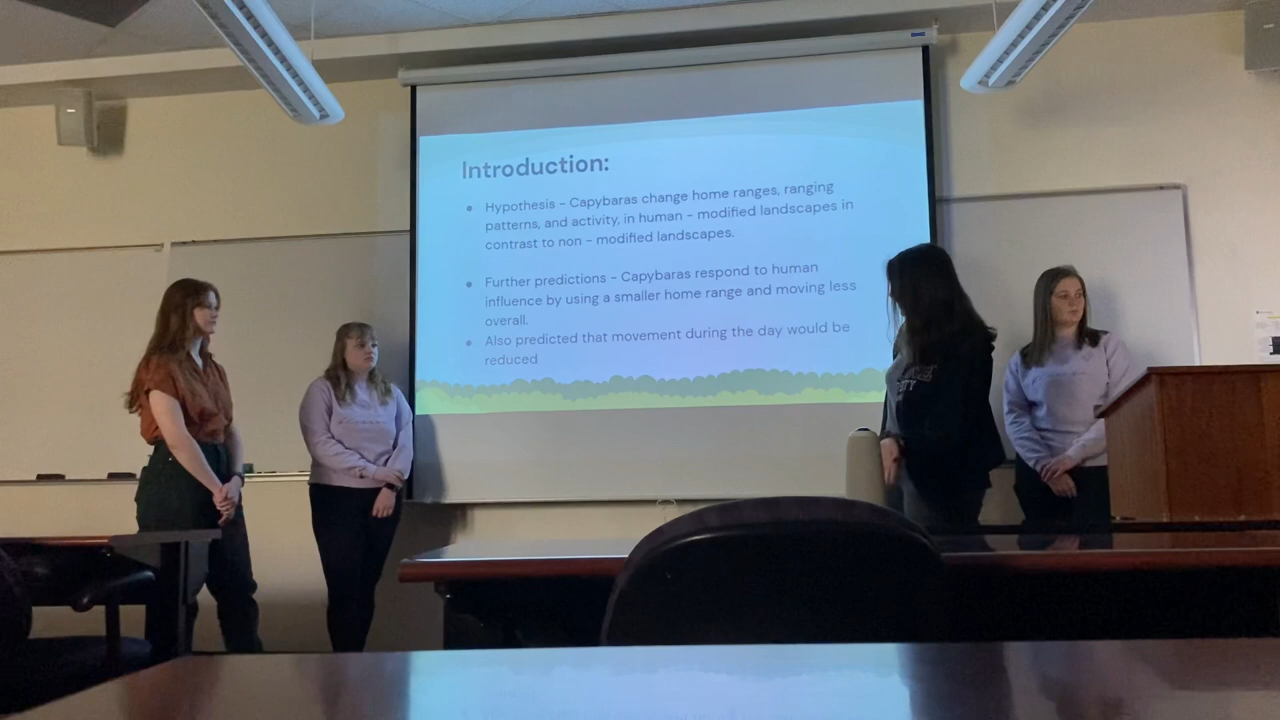 Introduction:
• Hypothesis - Capybaras change home ranges, ranging
patterns, and activity, in human - modified landscapes in
contrast to non - modified landscapes.
• Further predictions - Capybaras respond to human
influence by using a smaller home range and moving less
overall.
• Also predicted that movement during the day would be
reduced